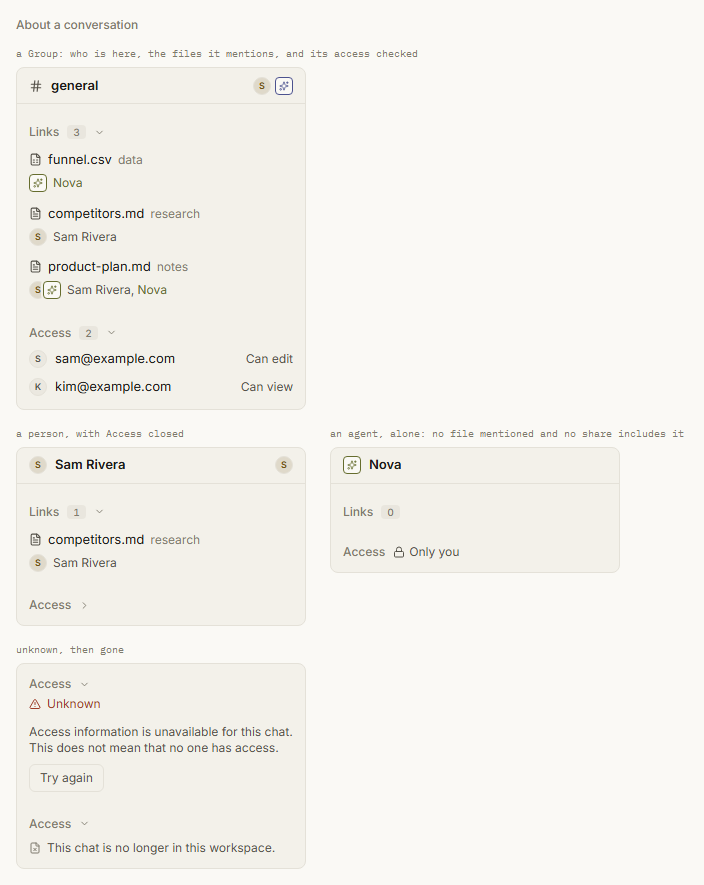 About a conversation
a Group: who is here, the files it mentions, and its access checked
# general S
Links 3
funnel.csv data
Nova
competitors.md research
S Sam Rivera
product-plan.md notes
S Sam Rivera, Nova
Access 2
S sam@example.com Can edit
K kim@example.com Can view
a person, with Access closed
S Sam Rivera S
Links 1
competitors.md research
S Sam Rivera
Access
an agent, alone: no file mentioned and no share includes it
Nova
Links 0
Access Only you
unknown, then gone
Access
Unknown
Access information is unavailable for this chat.
This does not mean that no one has access.
Try again
Access
This chat is no longer in this workspace.